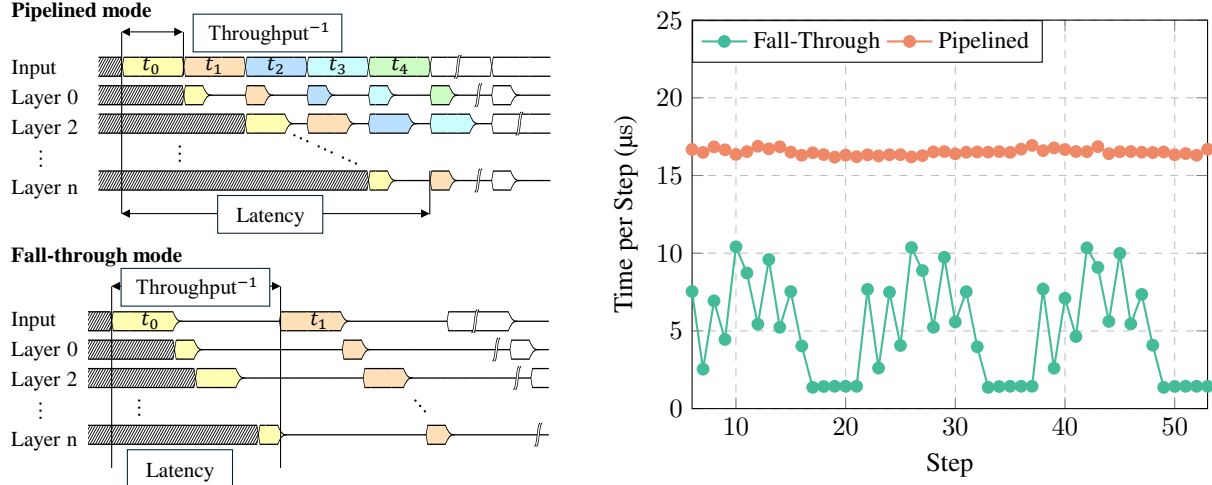 Pipelined mode
Throughput⁻¹
Input t₀ t₁ t₂ t₃ t₄
Layer 0
Layer 2
⋮ ⋮ ⋱
Layer n
Latency
Fall-through mode
Throughput⁻¹
Input t₀ t₁
Layer 0
Layer 2
⋮ ⋮ ⋱
Layer n
Latency
Fall-Through Pipelined
Time per Step (µs)
25
20
15
10
5
0
10 20 30 40 50
Step